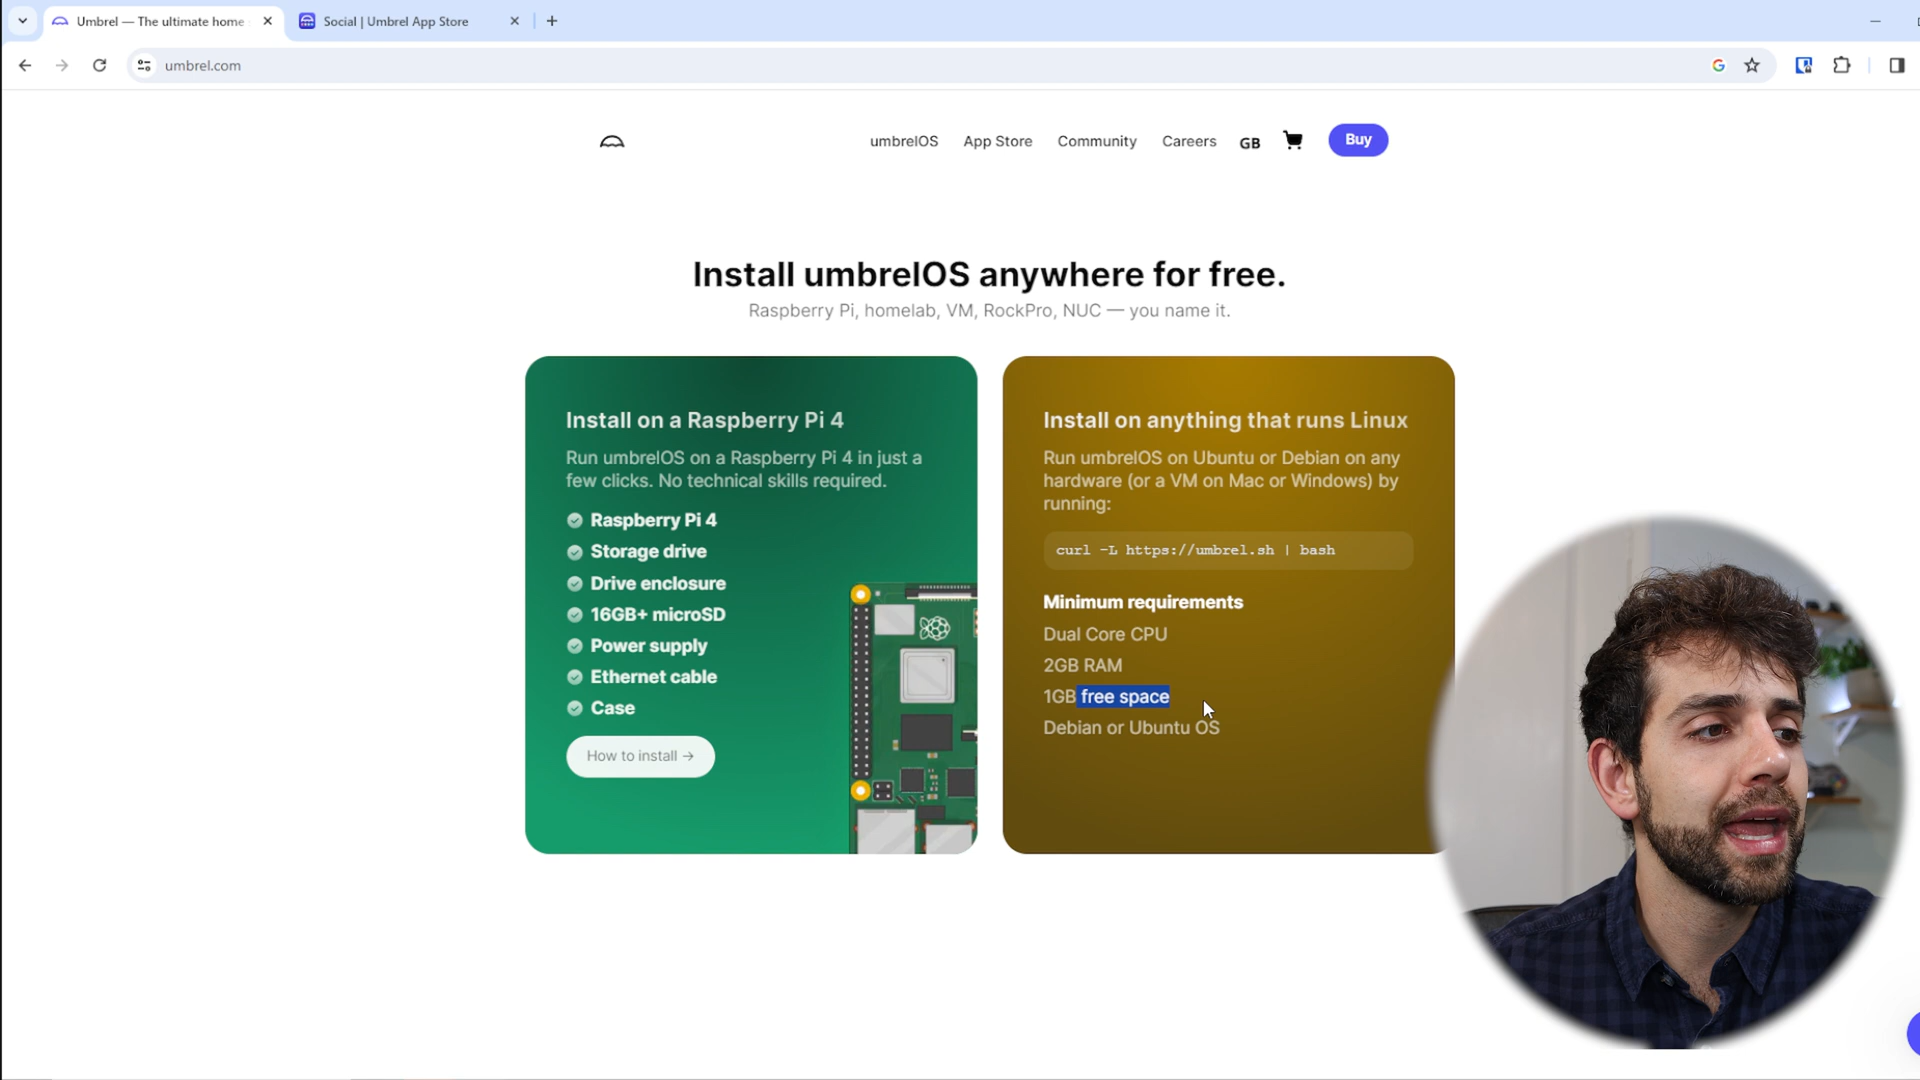 Umbrel — The ultimate home
Social | Umbrel App Store
umbrel.com
umbrelOS
App Store
Community
Careers
GB
Buy
Install umbrelOS anywhere for free.
Raspberry Pi, homelab, VM, RockPro, NUC — you name it.
Install on a Raspberry Pi 4
Run umbrelOS on a Raspberry Pi 4 in just a
few clicks. No technical skills required.
Raspberry Pi 4
Storage drive
Drive enclosure
16GB+ microSD
Power supply
Ethernet cable
Case
How to install →
Install on anything that runs Linux
Run umbrelOS on Ubuntu or Debian on any
hardware (or a VM on Mac or Windows) by
running:
curl -L https://umbrel.sh | bash
Minimum requirements
Dual Core CPU
2GB RAM
1GB free space
Debian or Ubuntu OS